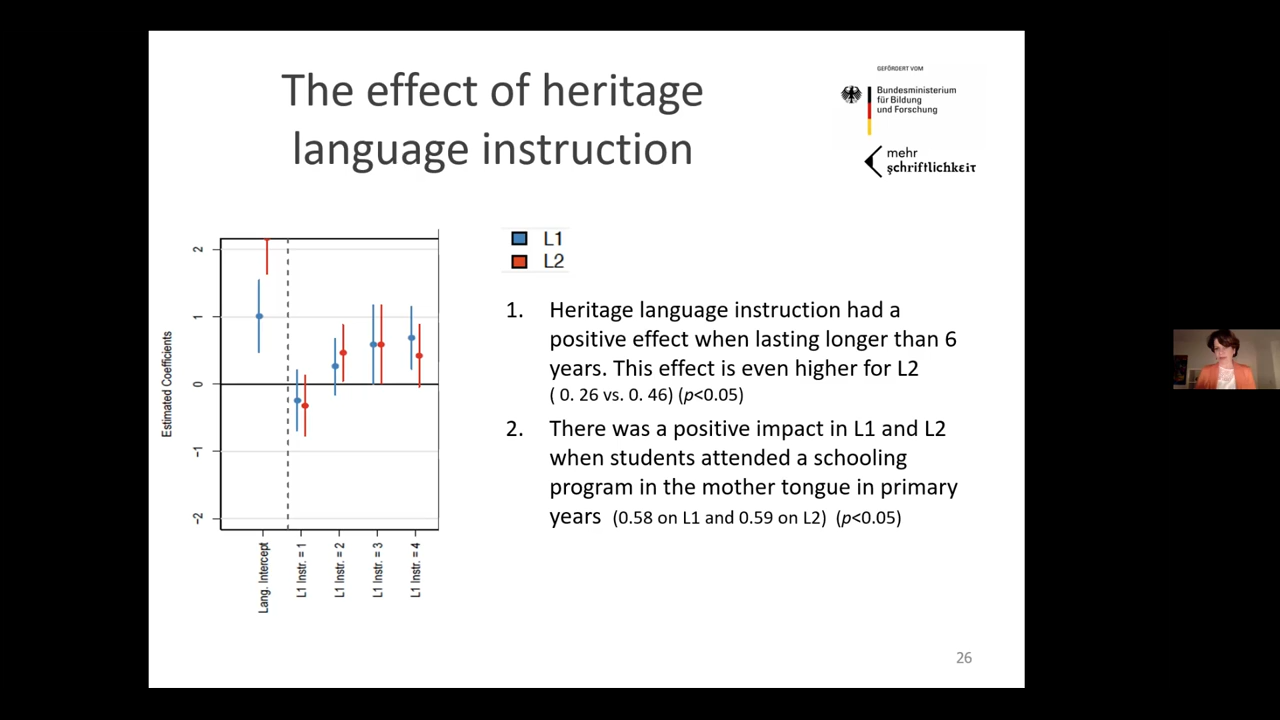 The effect of heritage
language instruction
GEFÖRDERT VOM
Bundesministerium
für Bildung
und Forschung
mehr
şchriftlichkεiτ
Estimated Coefficients
2
1
0
−1
−2
Lang. Intercept
L1 Instr. = 1
L1 Instr. = 2
L1 Instr. = 3
L1 Instr. = 4
L1
L2
1. Heritage language instruction had a
positive effect when lasting longer than 6
years. This effect is even higher for L2
( 0. 26 vs. 0. 46) (p<0.05)
2. There was a positive impact in L1 and L2
when students attended a schooling
program in the mother tongue in primary
years (0.58 on L1 and 0.59 on L2) (p<0.05)
26